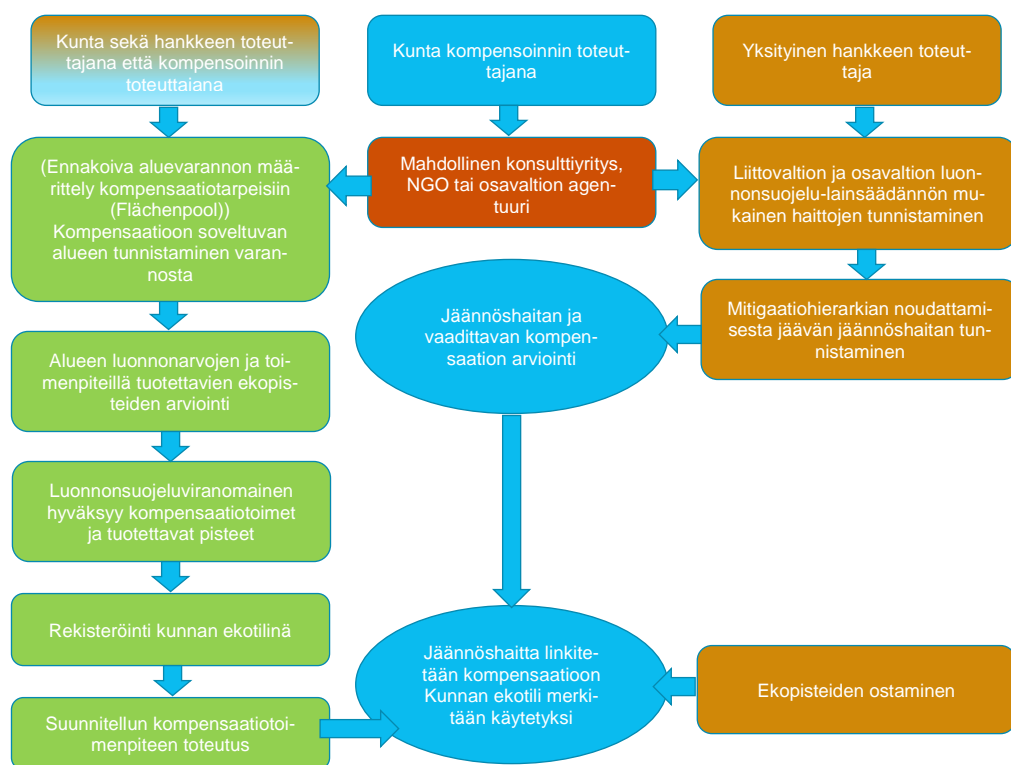 Kunta sekä hankkeen toteut-
tajana että kompensoinnin
toteuttaiana
Kunta kompensoinnin toteut-
tajana
Yksityinen hankkeen toteut-
taja
(Ennakoiva aluevarannon mää-
rittely kompensaatiotarpeisiin
(Flächenpool))
Kompensaatioon soveltuvan
alueen tunnistaminen varan-
nosta
Mahdollinen konsulttiyritys,
NGO tai osavaltion agen-
tuuri
Liittovaltion ja osavaltion luon-
nonsuojelu-lainsäädännön mu-
kainen haittojen tunnistaminen
Jäännöshaitan ja
vaadittavan kompen-
saation arviointi
Mitigaatiohierarkian noudattami-
sesta jäävän jäännöshaitan tun-
nistaminen
Alueen luonnonarvojen ja toi-
menpiteillä tuotettavien ekopis-
teiden arviointi
Luonnonsuojeluviranomainen
hyväksyy kompensaatiotoimet
ja tuotettavat pisteet
Rekisteröinti kunnan ekotilinä
Suunnitellun kompensaatiotoi-
menpiteen toteutus
Jäännöshaitta linkite-
tään kompensaatioon
Kunnan ekotili merki-
tään käytetyksi
Ekopisteiden ostaminen